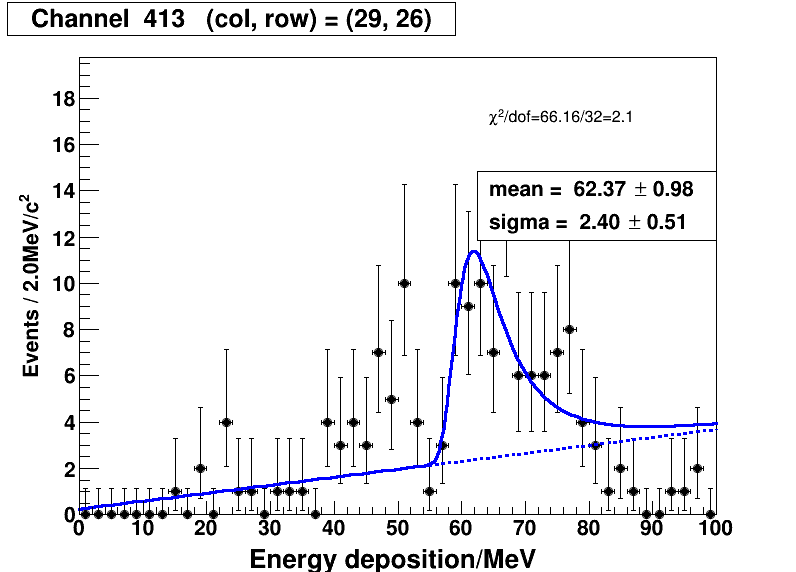 Channel 413 (col, row) = (29, 26)
χ²/dof=66.16/32=2.1
mean = 62.37 ± 0.98
sigma = 2.40 ± 0.51
Events / 2.0MeV/c²
18
16
14
12
10
8
6
4
2
0
0 10 20 30 40 50 60 70 80 90 100
Energy deposition/MeV